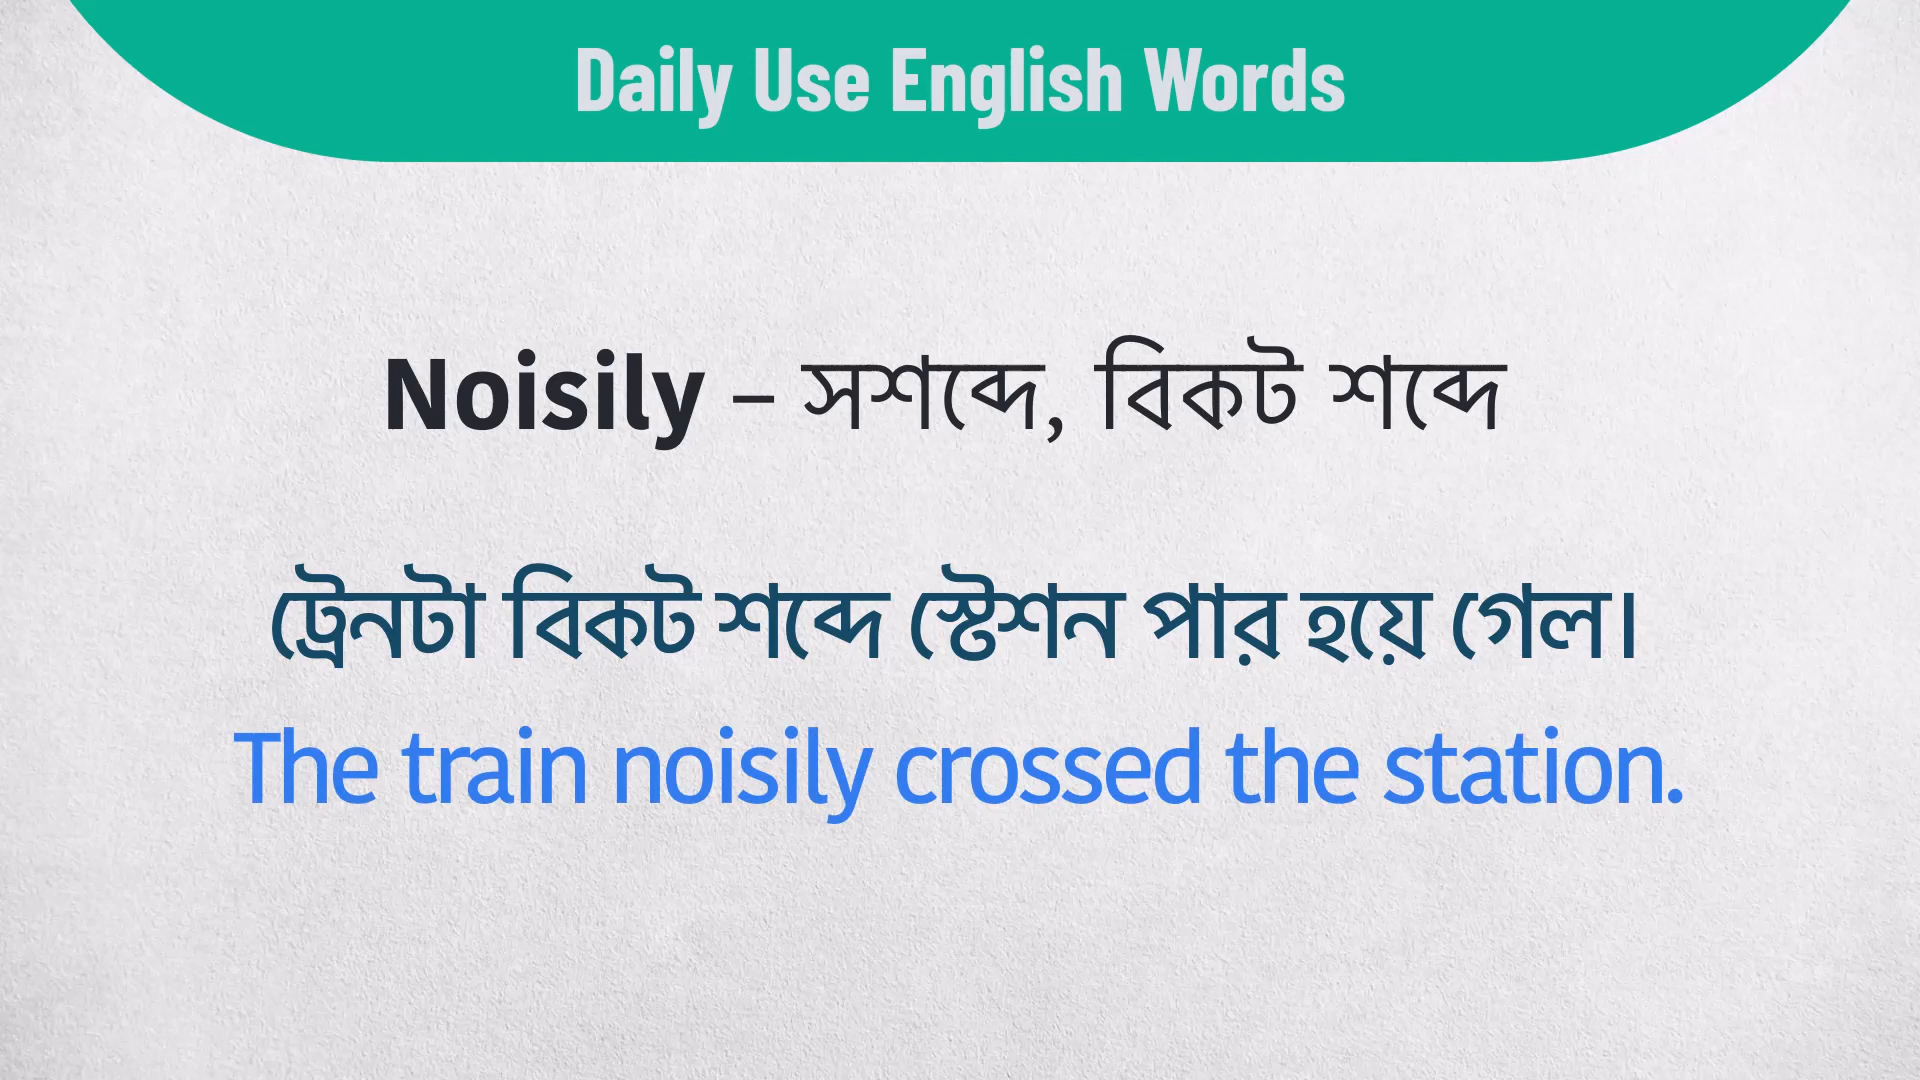 Daily Use English Words
Noisily – সশব্দে, বিকট শব্দে
ট্রেনটা বিকট শব্দে স্টেশন পার হয়ে গেল।
The train noisily crossed the station.